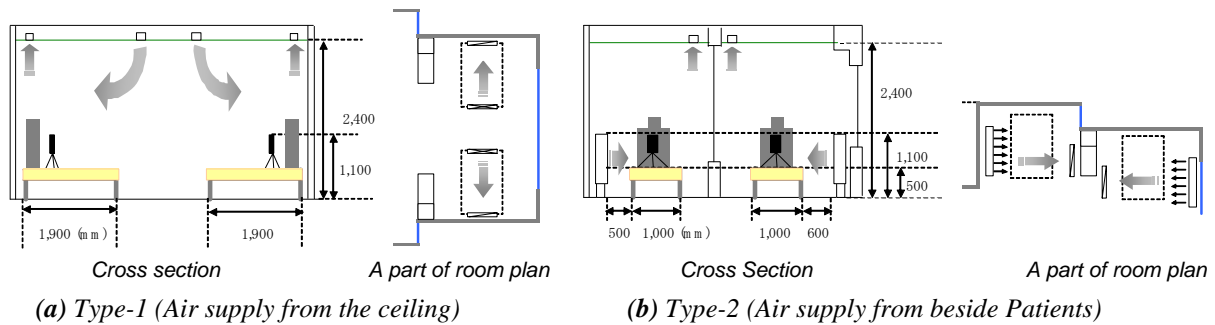 2,400
1,100
1,900 (mm)
1,900
Cross section
A part of room plan
(a) Type-1 (Air supply from the ceiling)
2,400
1,100
500
500 1,000 (mm) 1,000 600
Cross Section
A part of room plan
(b) Type-2 (Air supply from beside Patients)